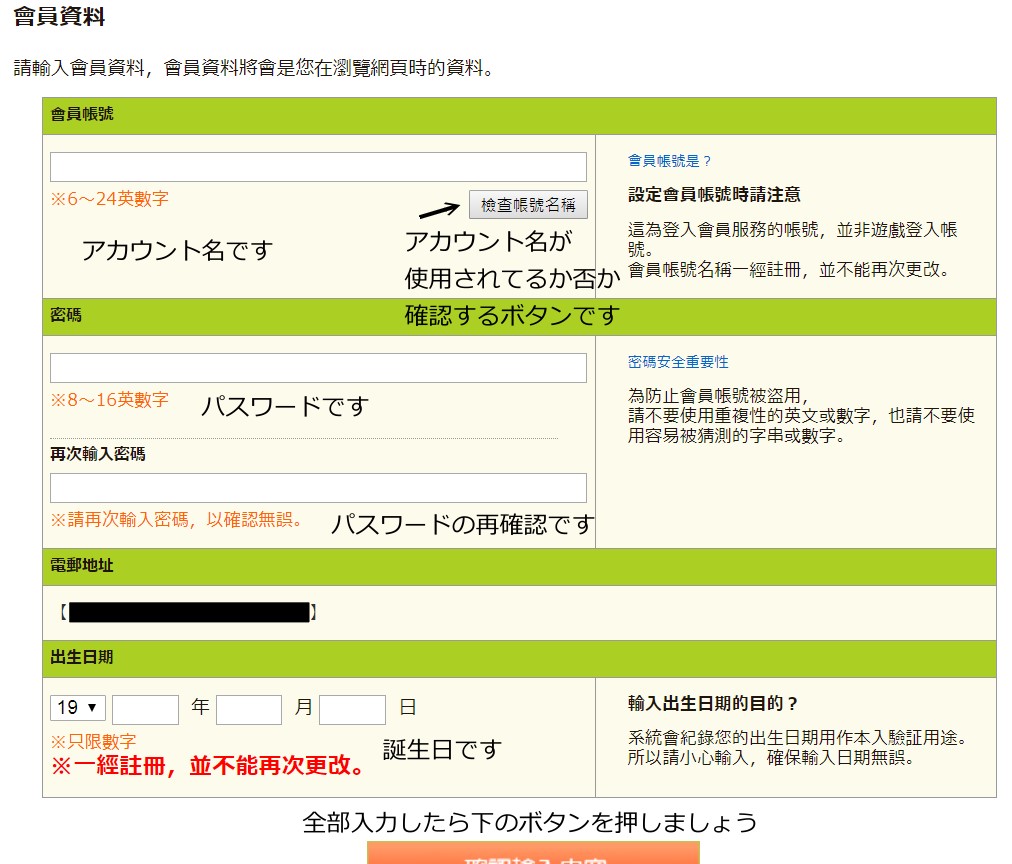 會員資料
請輸入會員資料，會員資料將會是您在瀏覽網頁時的資料。
會員帳號
※6～24英數字
檢查帳號名稱
アカウント名です
アカウント名が
使用されてるか否か
確認するボタンです
會員帳號是？
設定會員帳號時請注意
這為登入會員服務的帳號，並非遊戲登入帳
號。
會員帳號名稱一經註冊，並不能再次更改。
密碼
※8～16英數字
パスワードです
再次輸入密碼
※請再次輸入密碼，以確認無誤。
パスワードの再確認です
密碼安全重要性
為防止會員帳號被盜用，
請不要使用重複性的英文或數字，也請不要使
用容易被猜測的字串或數字。
電郵地址
【 】
出生日期
19 ▼ 年 月 日
※只限數字
※一經註冊，並不能再次更改。
誕生日です
輸入出生日期的目的？
系統會紀錄您的出生日期用作本入驗証用途。
所以請小心輸入，確保輸入日期無誤。
全部入力したら下のボタンを押しましょう
確認輸入内容